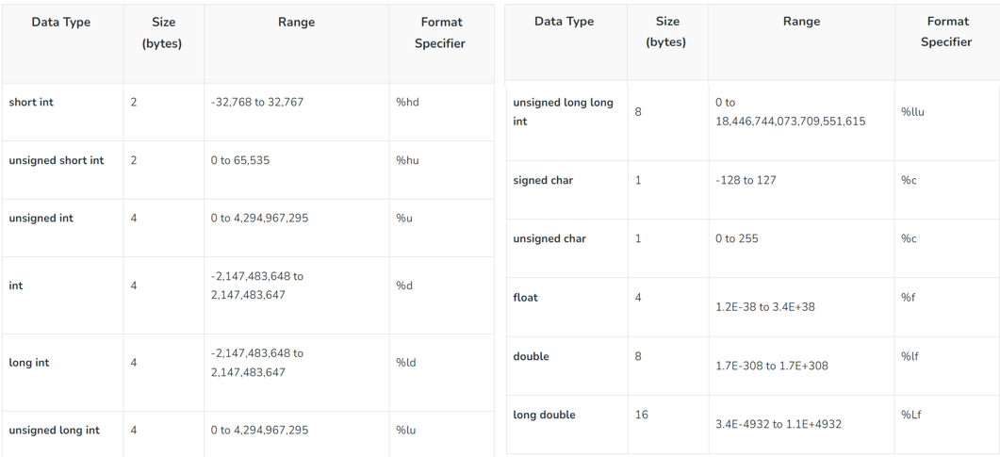 Data Type Size Range Format
(bytes) Specifier
short int 2 -32,768 to 32,767 %hd
unsigned short int 2 0 to 65,535 %hu
unsigned int 4 0 to 4,294,967,295 %u
int 4 -2,147,483,648 to %d
2,147,483,647
long int 4 -2,147,483,648 to %ld
2,147,483,647
unsigned long int 4 0 to 4,294,967,295 %lu
Data Type Size Range Format
(bytes) Specifier
unsigned long long 8 0 to %llu
int 18,446,744,073,709,551,615
signed char 1 -128 to 127 %c
unsigned char 1 0 to 255 %c
float 4 1.2E-38 to 3.4E+38 %f
double 8 1.7E-308 to 1.7E+308 %lf
long double 16 3.4E-4932 to 1.1E+4932 %Lf